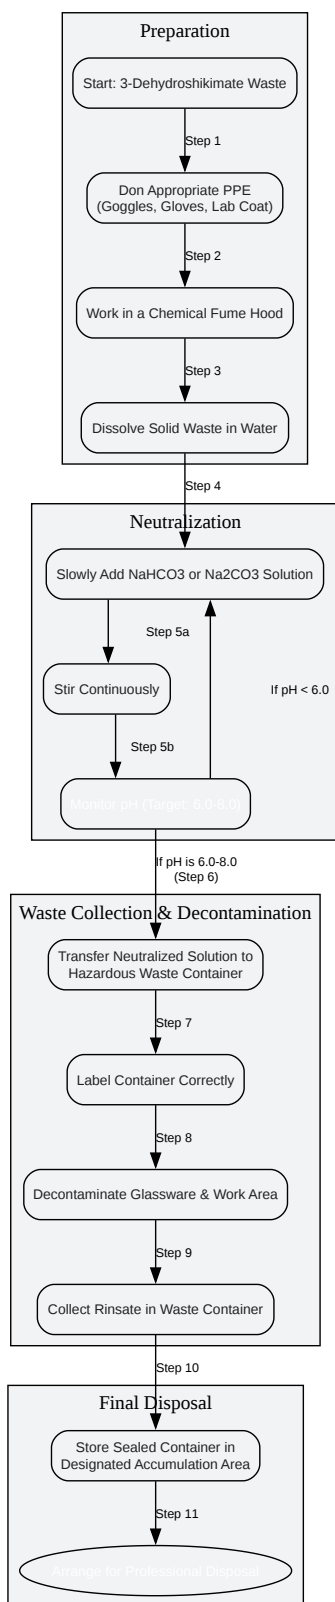 Preparation
Start: 3-Dehydroshikimate Waste
Step 1
Don Appropriate PPE
(Goggles, Gloves, Lab Coat)
Step 2
Work in a Chemical Fume Hood
Step 3
Dissolve Solid Waste in Water
Step 4
Neutralization
Slowly Add NaHCO3 or Na2CO3 Solution
Step 5a
Stir Continuously
If pH < 6.0
Step 5b
Monitor pH (Target: 6.0-8.0)
If pH is 6.0-8.0
(Step 6)
Waste Collection & Decontamination
Transfer Neutralized Solution to
Hazardous Waste Container
Step 7
Label Container Correctly
Step 8
Decontaminate Glassware & Work Area
Step 9
Collect Rinsate in Waste Container
Step 10
Final Disposal
Store Sealed Container in
Designated Accumulation Area
Step 11
Arrange for Professional Disposal